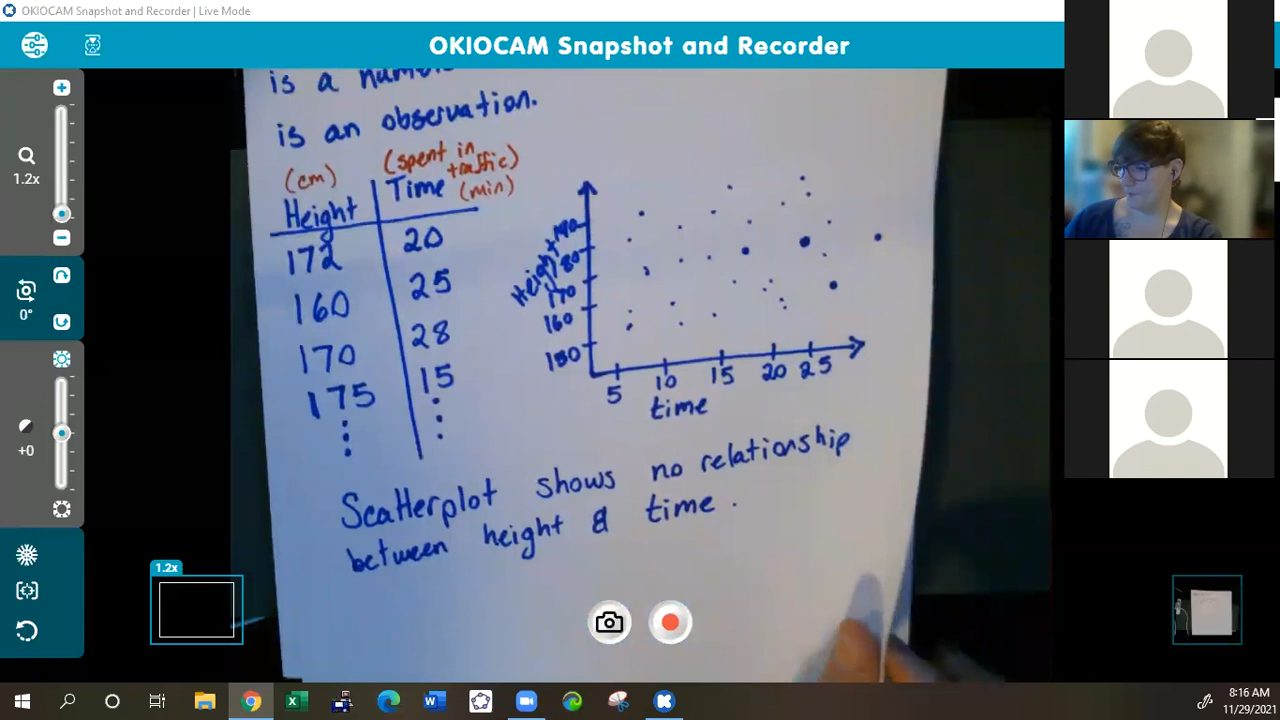 OKIOCAM Snapshot and Recorder | Live Mode
OKIOCAM Snapshot and Recorder
1.2x
0°
+0
is a
is an observation.
(cm)
(spent in traffic)
(min)
Height
Time
172 20
160 25
170 28
175 15
Height
190
180
170
160
150
5 10 15 20 25
time
Scatterplot shows no relationship
between height & time.
1.2x
8:16 AM
11/29/2021